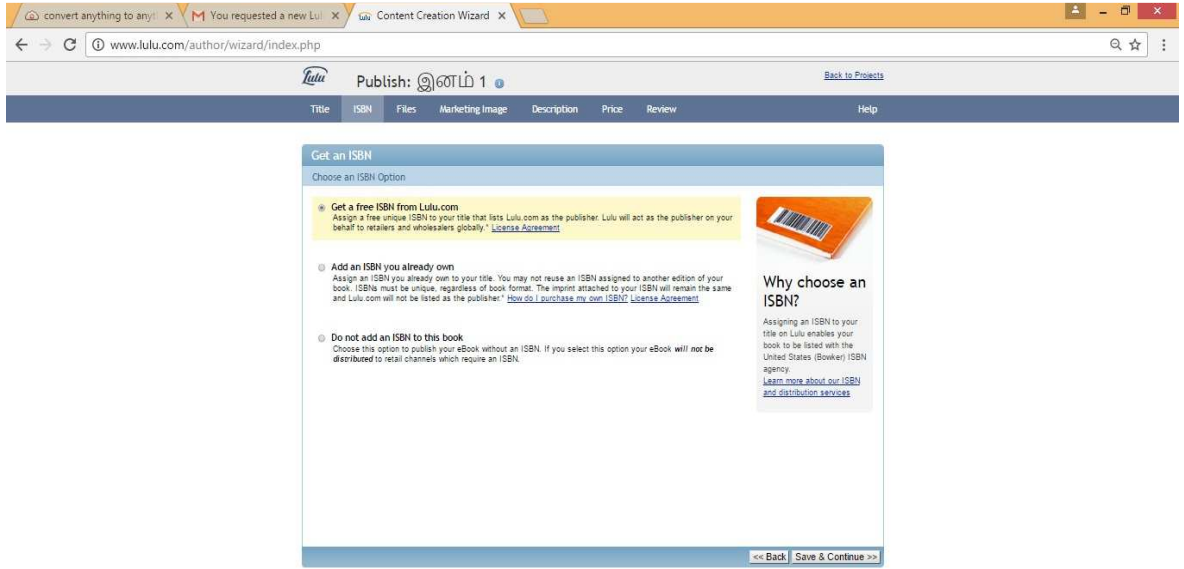 convert anything to anyt
You requested a new Lul
Content Creation Wizard
www.lulu.com/author/wizard/index.php
Lulu
Publish: இனம் 1
Back to Projects
Title ISBN Files Marketing Image Description Price Review Help
Get an ISBN
Choose an ISBN Option
Get a free ISBN from Lulu.com
Assign a free unique ISBN to your title that lists Lulu.com as the publisher. Lulu will act as the publisher on your
behalf to retailers and wholesalers globally.* License Agreement
Add an ISBN you already own
Assign an ISBN you already own to your title. You may not reuse an ISBN assigned to another edition of your
book. ISBNs must be unique, regardless of book format. The imprint attached to your ISBN will remain the same
and Lulu.com will not be listed as the publisher.* How do I purchase my own ISBN? License Agreement
Do not add an ISBN to this book
Choose this option to publish your eBook without an ISBN. If you select this option your eBook will not be
distributed to retail channels which require an ISBN.
Why choose an
ISBN?
Assigning an ISBN to your
title on Lulu enables your
book to be listed with the
United States (Bowker) ISBN
agency.
Learn more about our ISBN
and distribution services
<< Back Save & Continue >>